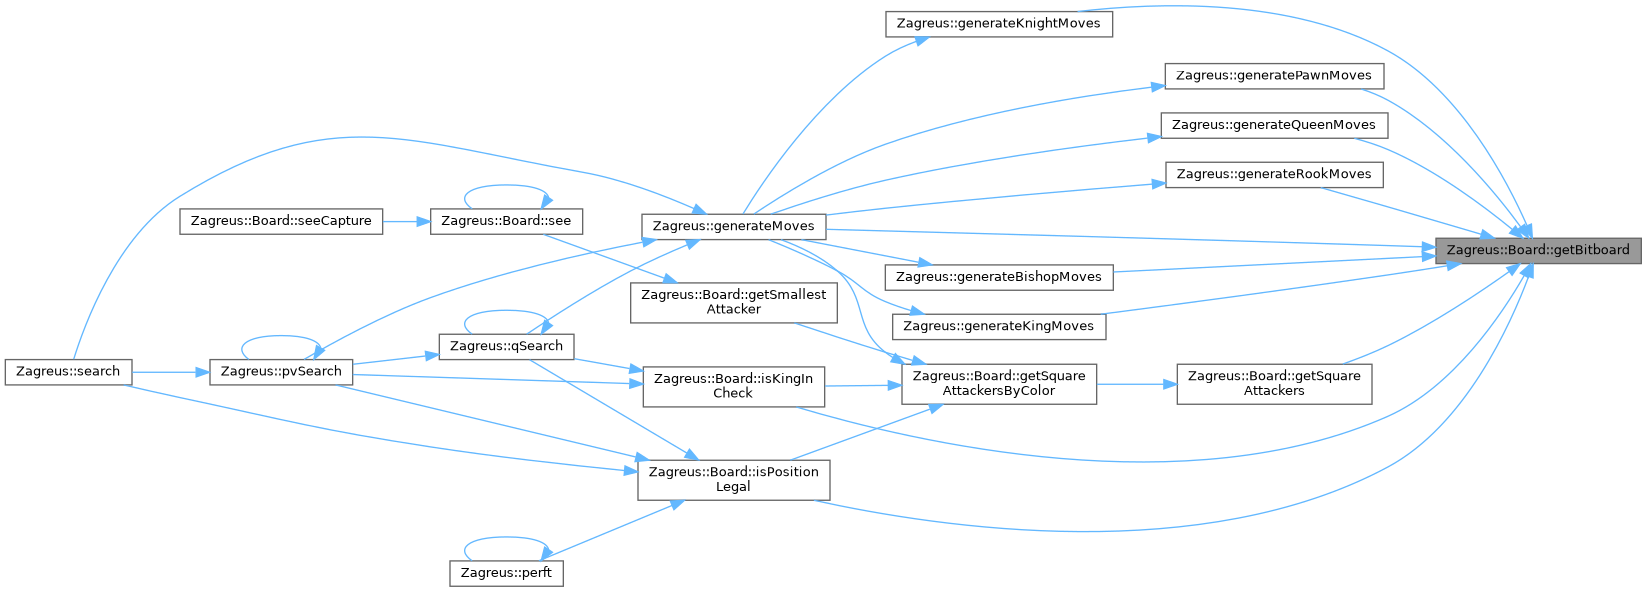 Zagreus::generateKnightMoves
Zagreus::generatePawnMoves
Zagreus::generateQueenMoves
Zagreus::generateRookMoves
Zagreus::Board::seeCapture
Zagreus::Board::see
Zagreus::generateMoves
Zagreus::Board::getBitboard
Zagreus::generateBishopMoves
Zagreus::Board::getSmallest
Attacker
Zagreus::generateKingMoves
Zagreus::qSearch
Zagreus::search
Zagreus::pvSearch
Zagreus::Board::isKingIn
Check
Zagreus::Board::getSquare
AttackersByColor
Zagreus::Board::getSquare
Attackers
Zagreus::Board::isPosition
Legal
Zagreus::perft